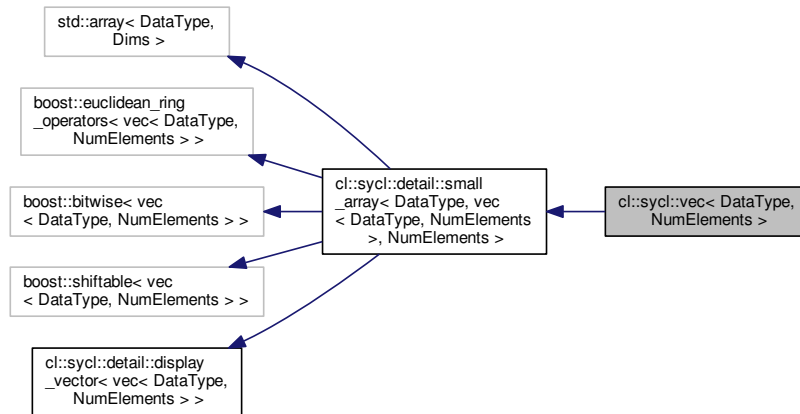 std::array< DataType,
Dims >
boost::euclidean_ring
_operators< vec< DataType,
NumElements > >
boost::bitwise< vec
< DataType, NumElements > >
boost::shiftable< vec
< DataType, NumElements > >
cl::sycl::detail::display
_vector< vec< DataType,
NumElements > >
cl::sycl::detail::small
_array< DataType, vec
< DataType, NumElements
>, NumElements >
cl::sycl::vec< DataType,
NumElements >